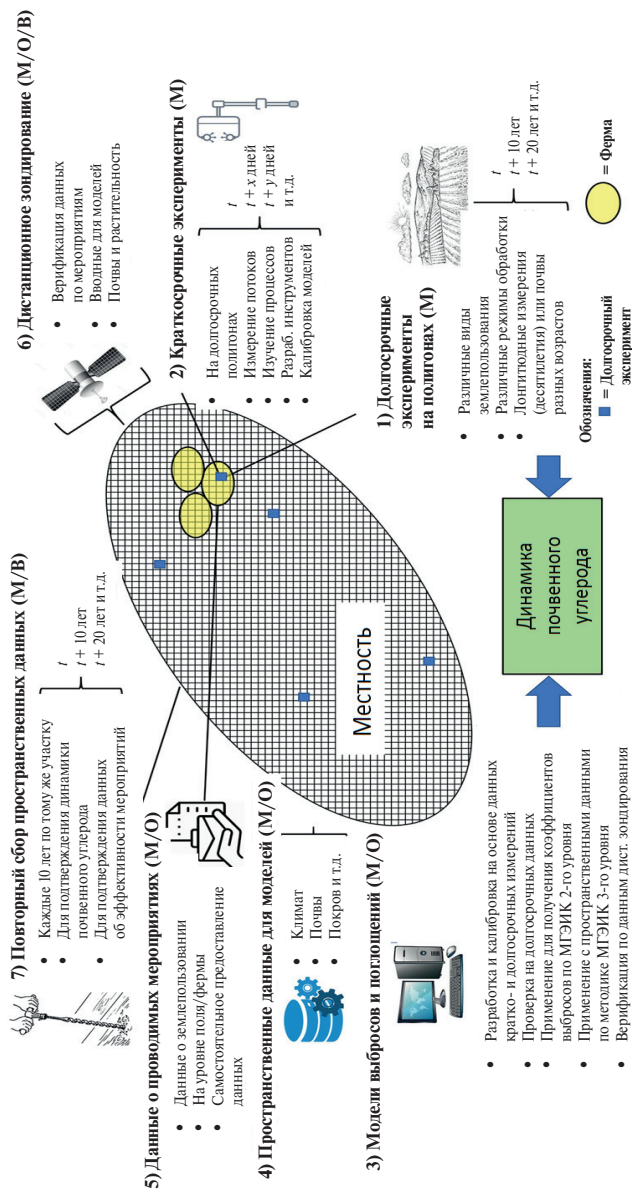 7) Повторный сбор пространственных данных (М/В)
• Каждые 10 лет по тому же участку
• Для подтверждения динамики
почвенного углерода
• Для подтверждения данных
об эффективности мероприятий
t
t + 10 лет
t + 20 лет и т.д.
6) Дистанционное зондирование (М/О/В)
• Верификация данных
по мероприятиям
• Вводные для моделей
• Почвы и растительность
5) Данные о проводимых мероприятиях (М/О)
• Данные о землепользовании
• На уровне поля/фермы
• Самостоятельное предоставление
данных
2) Краткосрочные эксперименты (М)
• На долгосрочных
полигонах
• Измерение потоков
• Изучение процессов
• Разраб. инструментов
• Калибровка моделей
t
t + x дней
t + y дней
и т.д.
4) Пространственные данные для моделей (М/О)
• Климат
• Почвы
• Покров и т.д.
Местность
1) Долгосрочные
эксперименты
на полигонах (М)
• Различные виды
землепользования
• Различные режимы обработки
• Лонгитюдные измерения
(десятилетия) или почвы
разных возрастов
t
t + 10 лет
t + 20 лет и т.д.
3) Модели выбросов и поглощений (М/О)
• Разработка и калибровка на основе данных
кратко- и долгосрочных измерений
• Проверка на долгосрочных данных
• Применение для получения коэффициентов
выбросов по МГЭИК 2-го уровня
• Применение с пространственными данными
по методике МГЭИК 3-го уровня
• Верификация по данным дист. зондирования
Динамика
почвенного
углерода
Обозначения:
= Долгосрочный
эксперимент
= Ферма